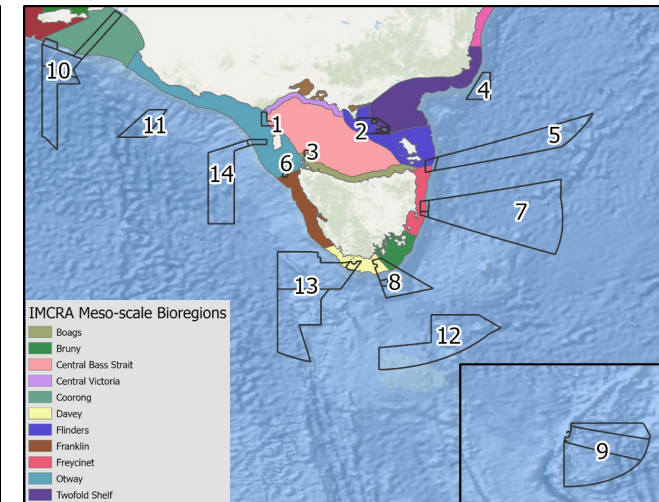 10
4
11
1
2
5
3
6
14
7
13
8
12
9
IMCRA Meso-scale Bioregions
Boags
Bruny
Central Bass Strait
Central Victoria
Coorong
Davey
Flinders
Franklin
Freycinet
Otway
Twofold Shelf